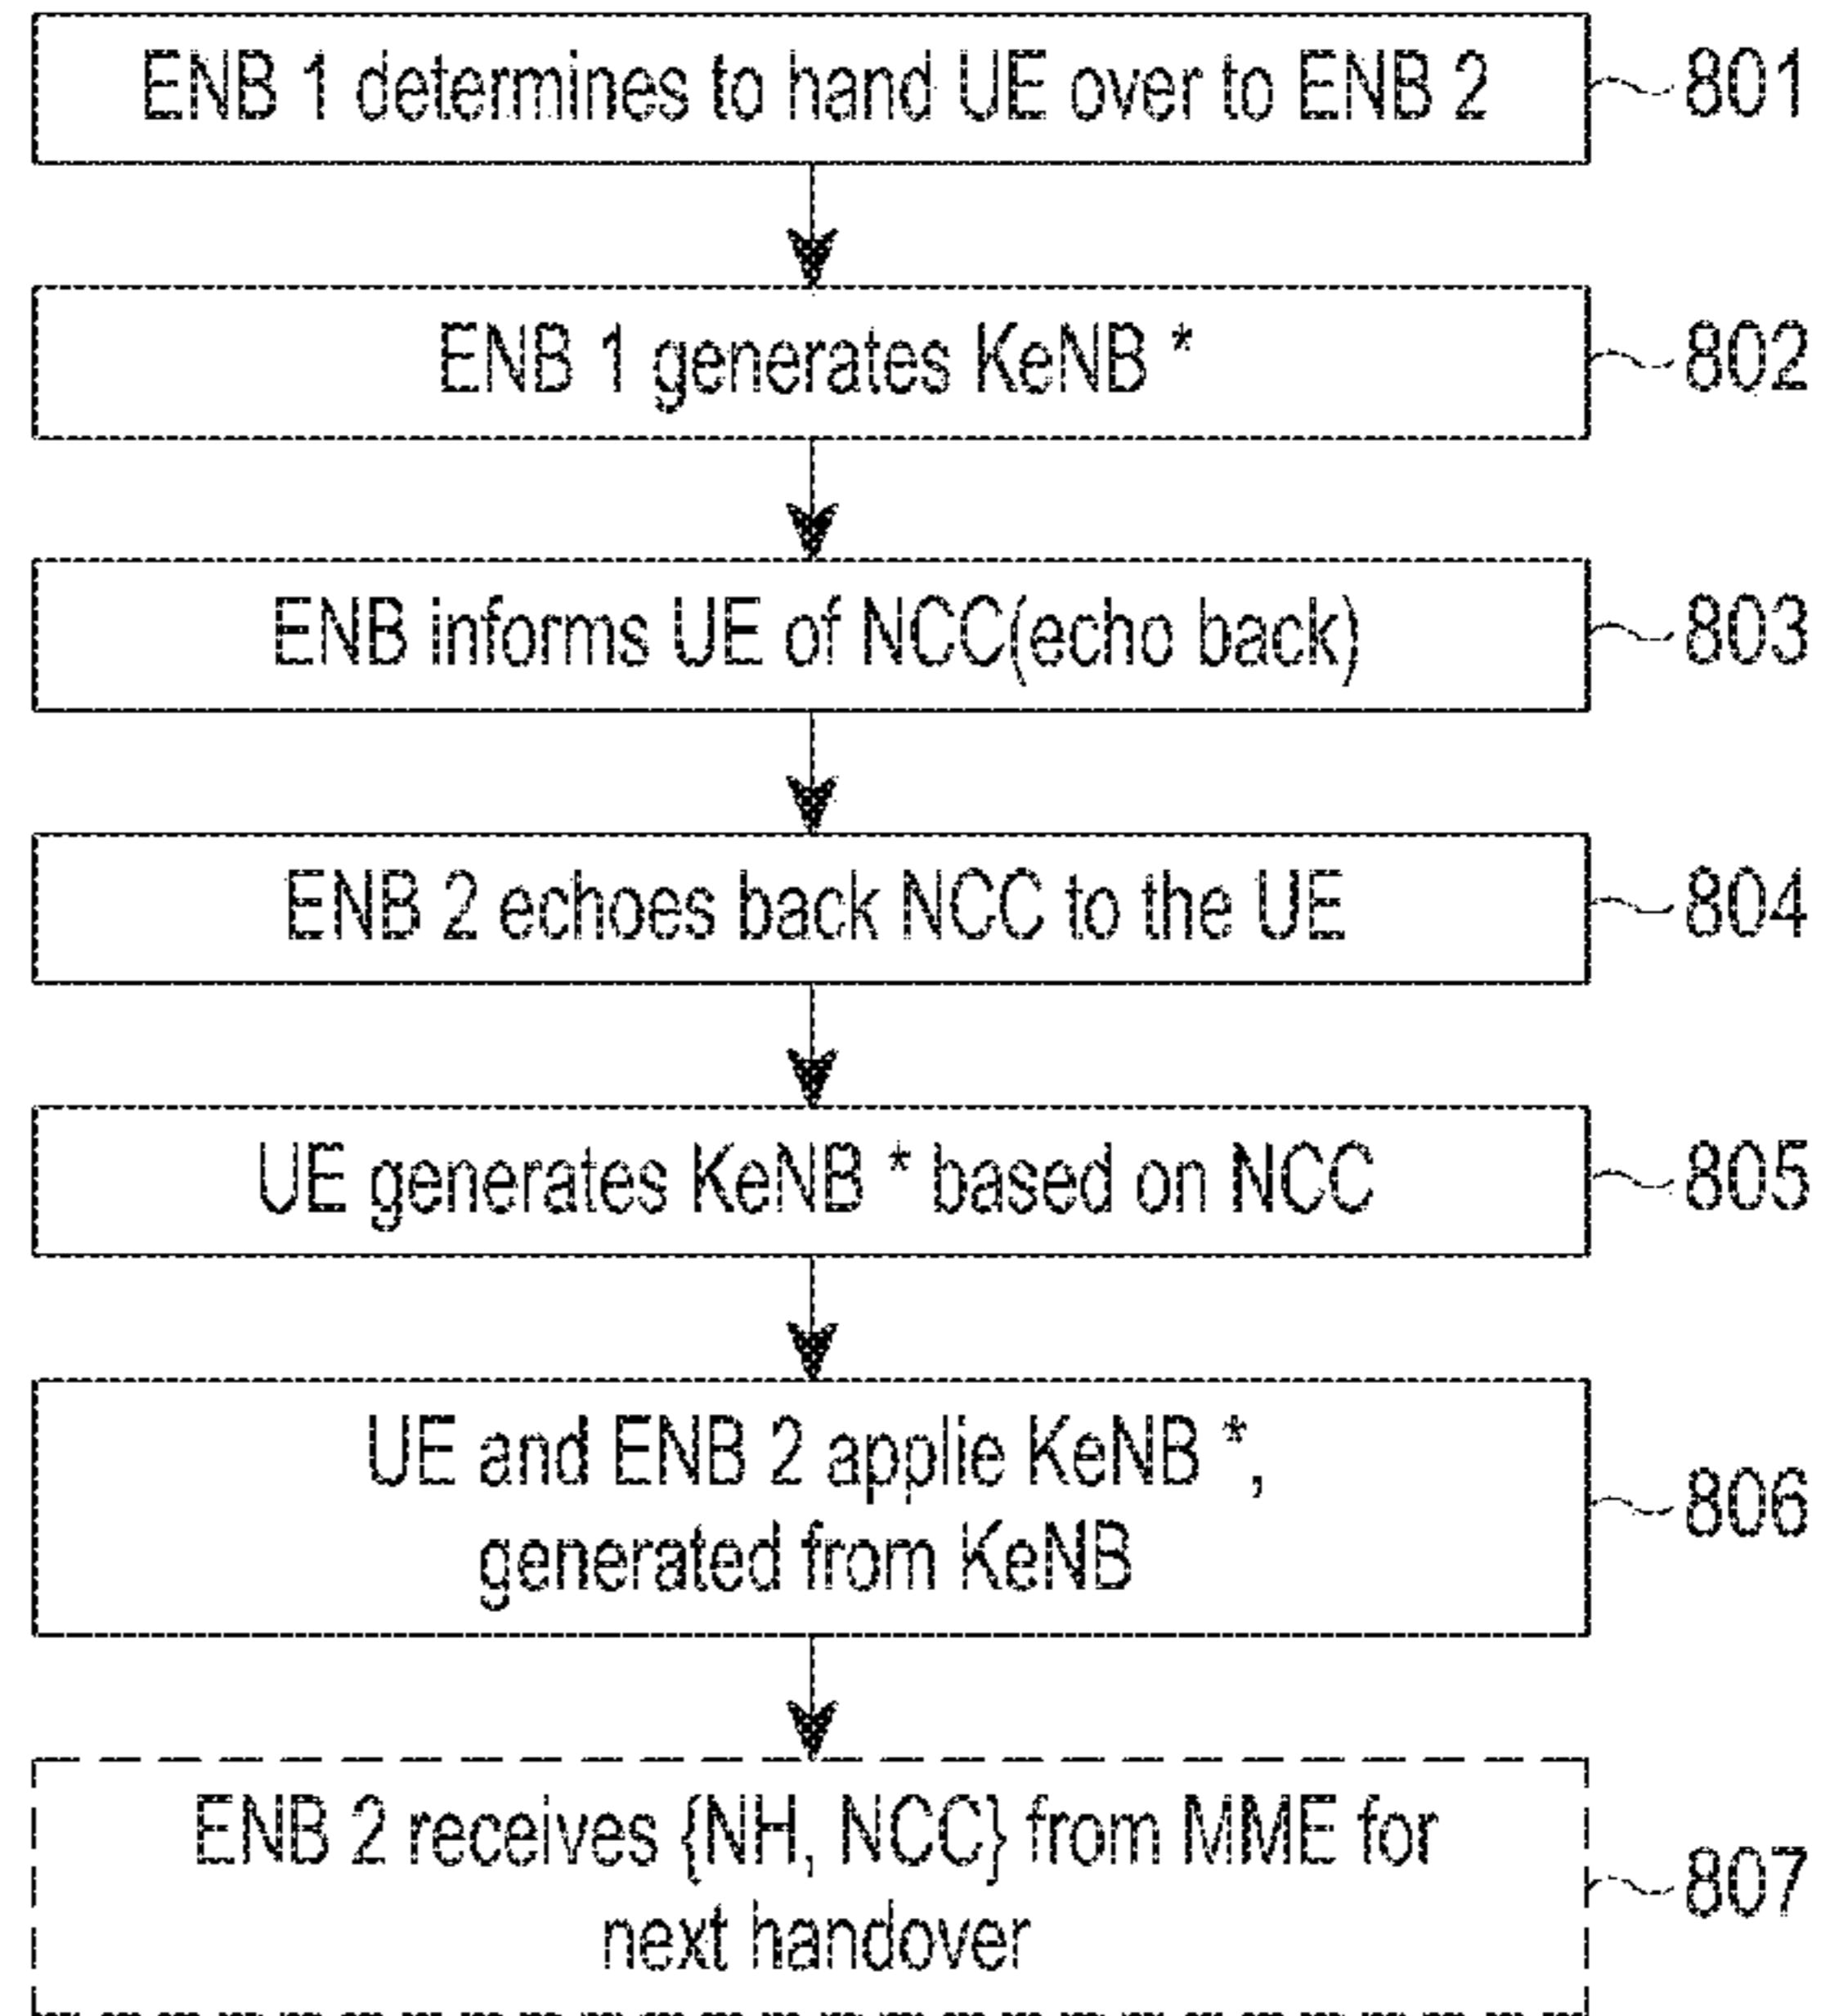 ENB 1 determines to hand UE over to ENB 2
801
ENB 1 generates KeNB *
802
ENB informs UE of NCC(echo back)
803
ENB 2 echoes back NCC to the UE
804
UE generates KeNB * based on NCC
805
UE and ENB 2 applie KeNB *,
generated from KeNB
806
ENB 2 receives {NH, NCC} from MME for
next handover
807